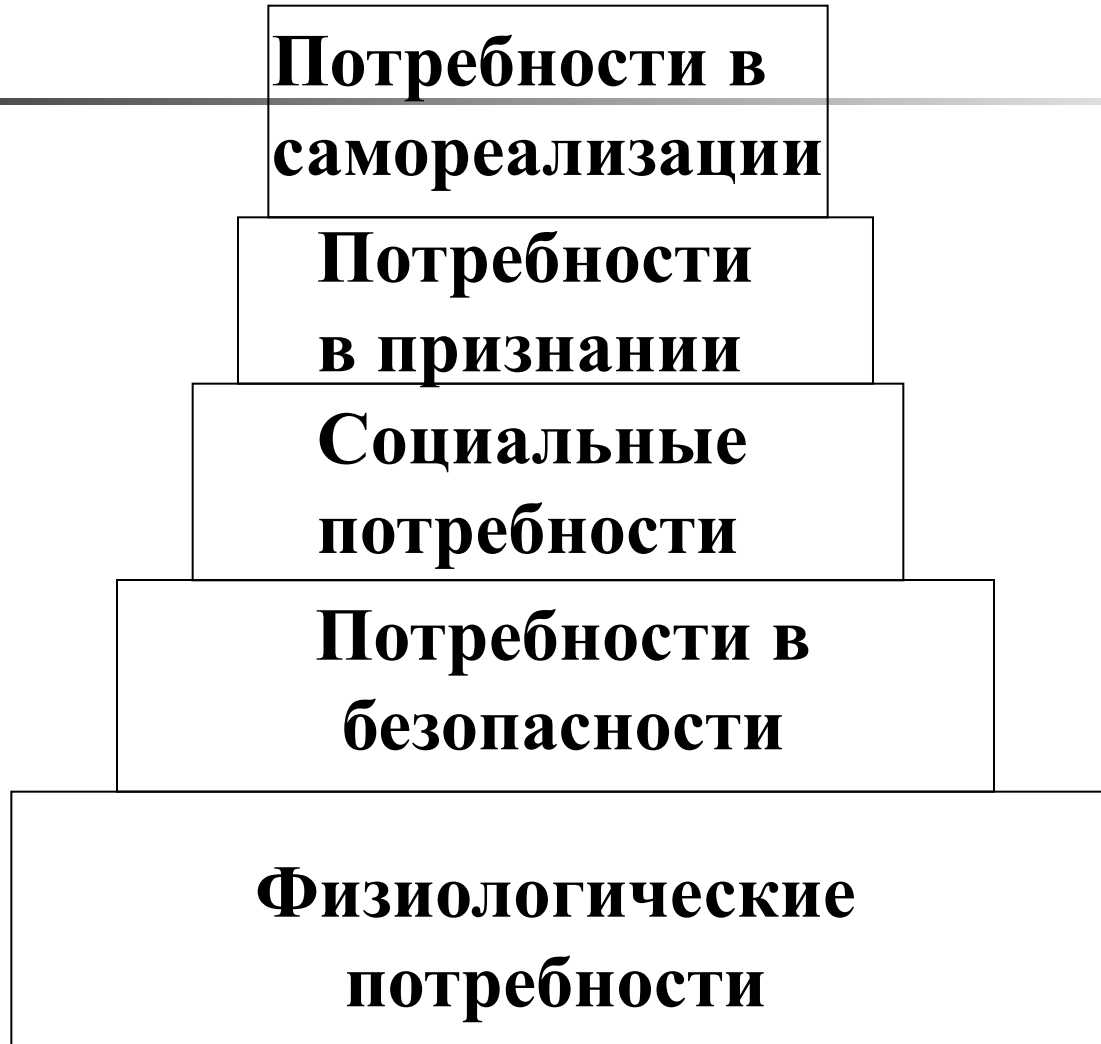 Потребности в
самореализации
Потребности
в признании
Социальные
потребности
Потребности в
безопасности
Физиологические
потребности